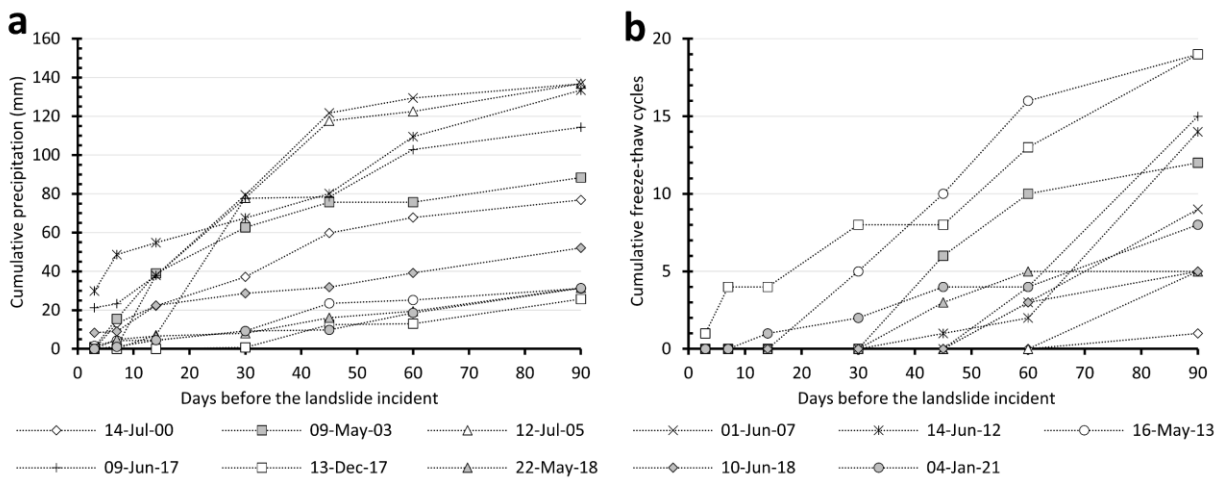 a
b
160
140
120
100
80
60
40
20
0
Cumulative precipitation (mm)
0 10 20 30 40 50 60 70 80 90
Days before the landslide incident
20
15
10
5
0
Cumulative freeze-thaw cycles
0 10 20 30 40 50 60 70 80 90
Days before the landslide incident
14-Jul-00 09-May-03 12-Jul-05 01-Jun-07 14-Jun-12 16-May-13
09-Jun-17 13-Dec-17 22-May-18 10-Jun-18 04-Jan-21